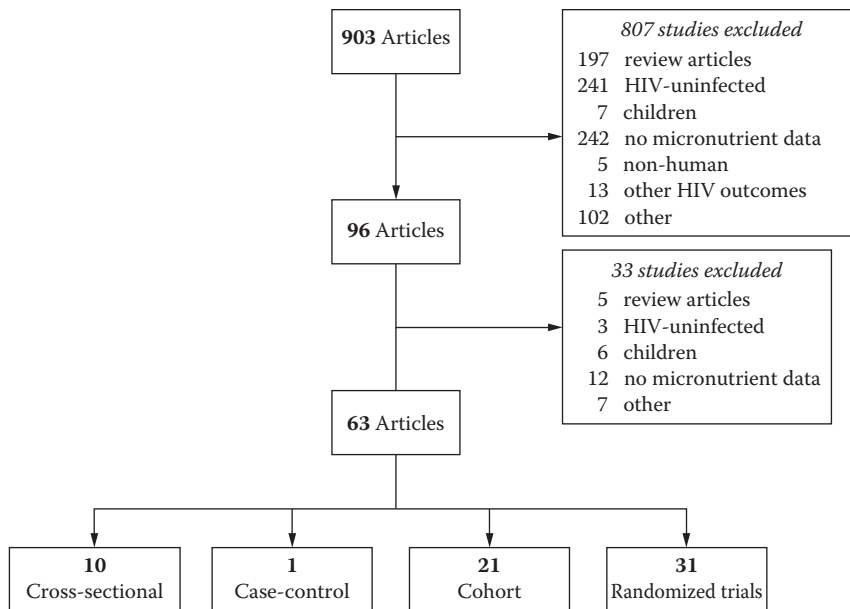 903 Articles
807 studies excluded
197 review articles
241 HIV-uninfected
7 children
242 no micronutrient data
5 non-human
13 other HIV outcomes
102 other
96 Articles
33 studies excluded
5 review articles
3 HIV-uninfected
6 children
12 no micronutrient data
7 other
63 Articles
10
Cross-sectional
1
Case-control
21
Cohort
31
Randomized trials